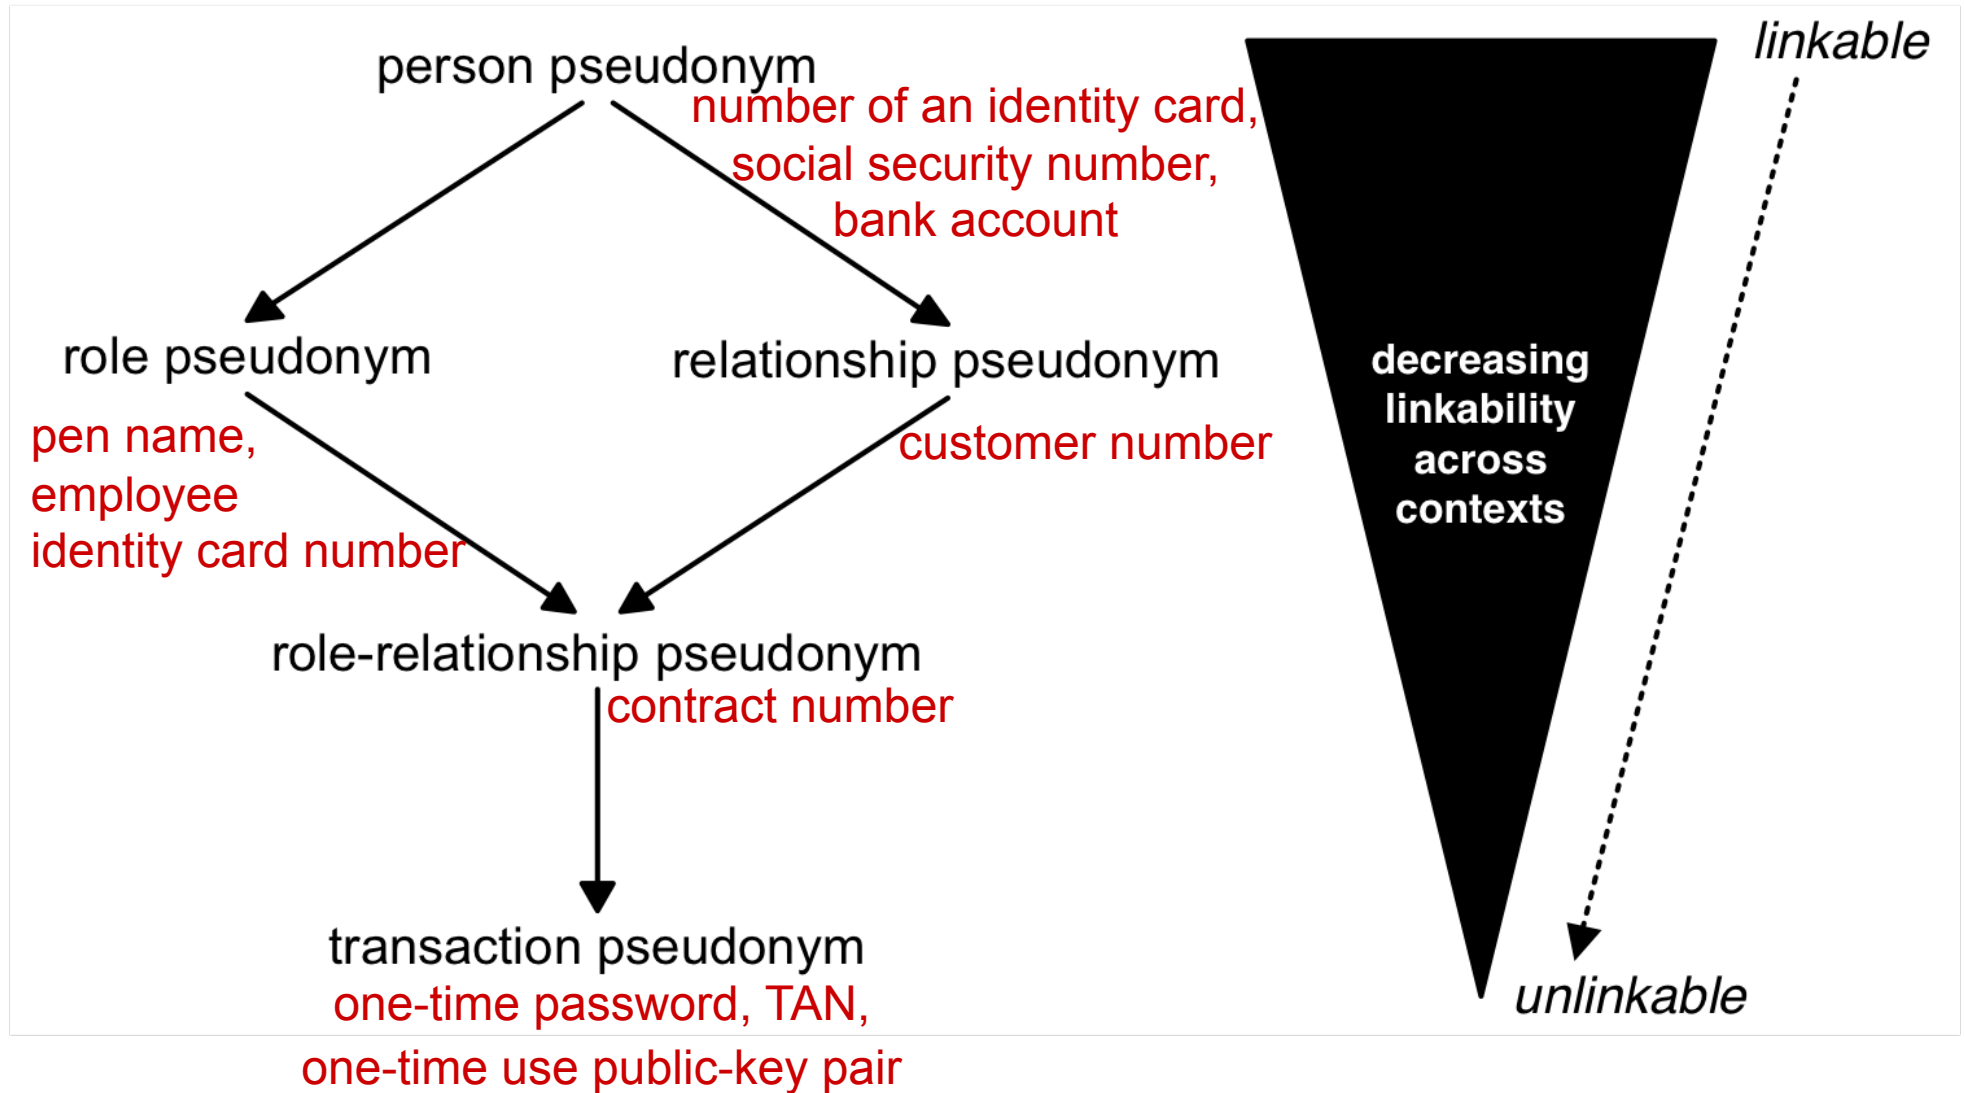 person pseudonym
number of an identity card,
social security number,
bank account
role pseudonym
relationship pseudonym
pen name,
employee
identity card number
customer number
role-relationship pseudonym
contract number
transaction pseudonym
one-time password, TAN,
one-time use public-key pair
linkable
decreasing
linkability
across
contexts
unlinkable